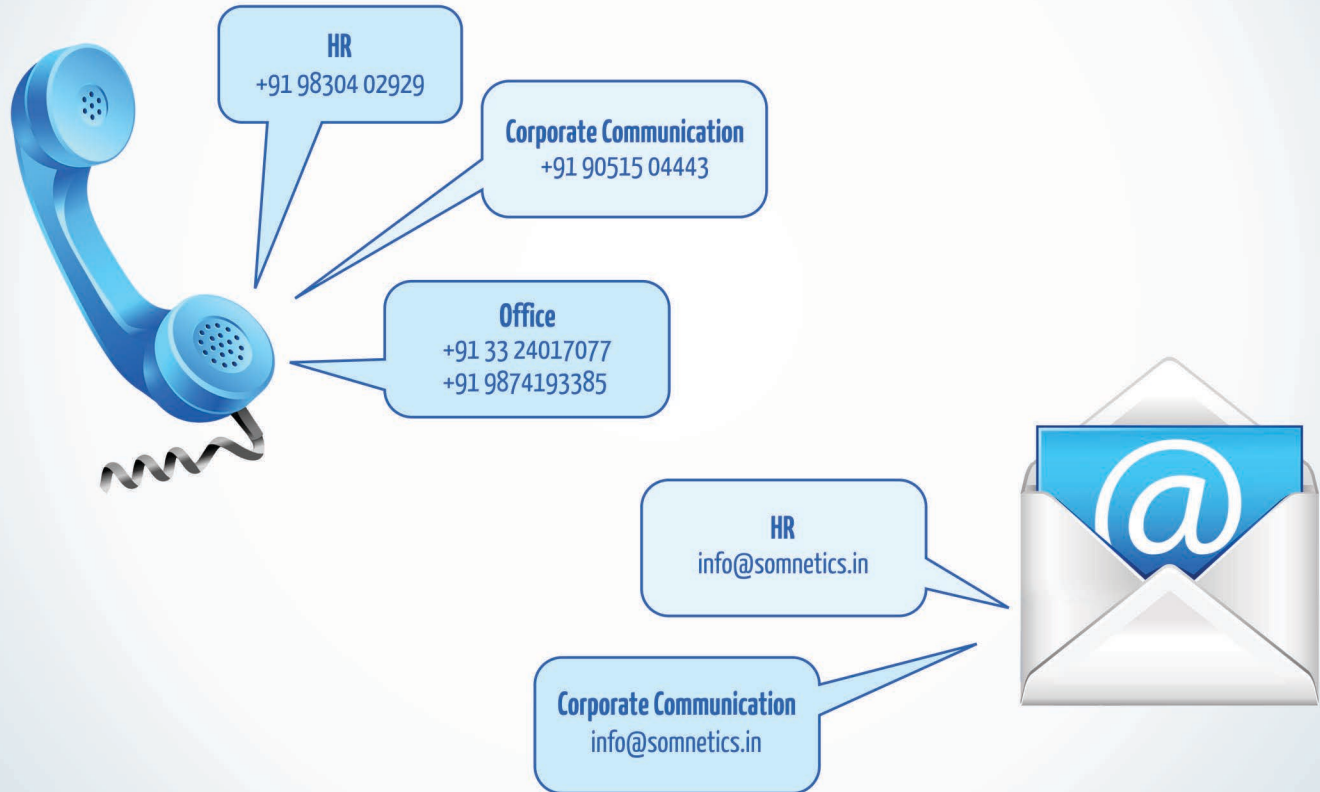 HR
+91 98304 02929
Corporate Communication
+91 90515 04443
Office
+91 33 24017077
+91 9874193385
HR
info@somnetics.in
Corporate Communication
info@somnetics.in
@